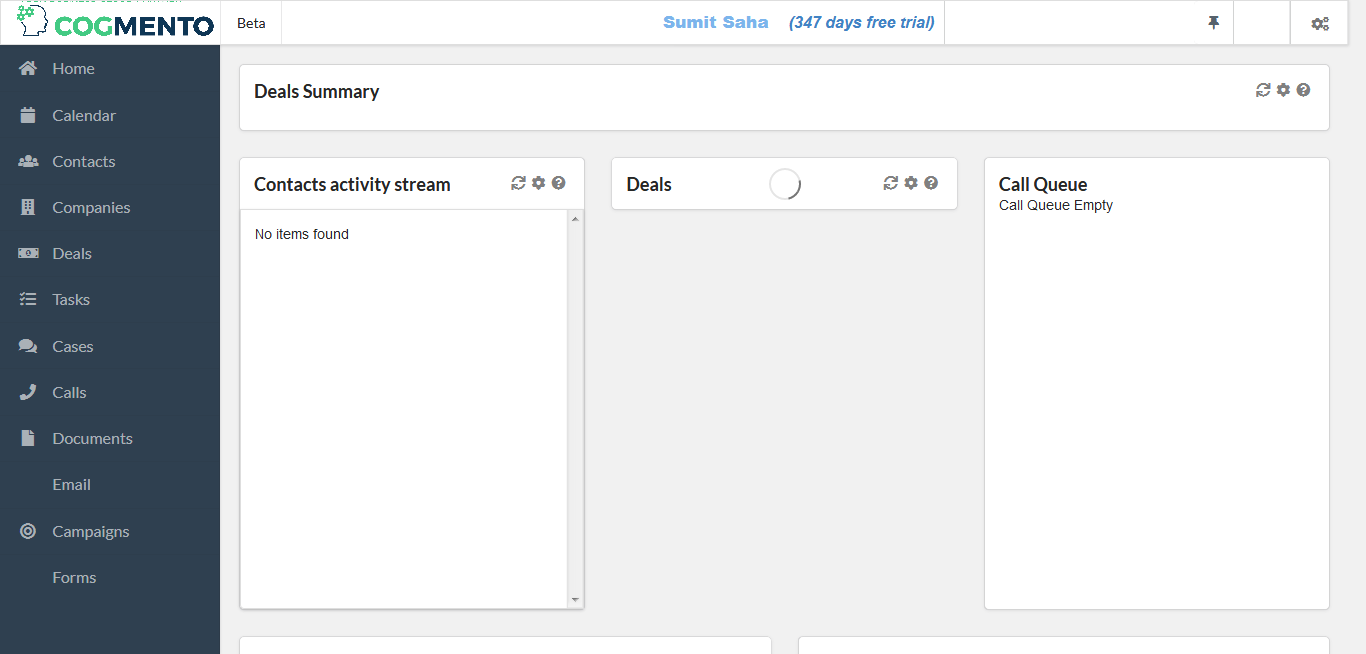 COGMENTO
Beta
Sumit Saha (347 days free trial)
Home
Calendar
Contacts
Companies
Deals
Tasks
Cases
Calls
Documents
Email
Campaigns
Forms
Deals Summary
Contacts activity stream
No items found
Deals
Call Queue
Call Queue Empty